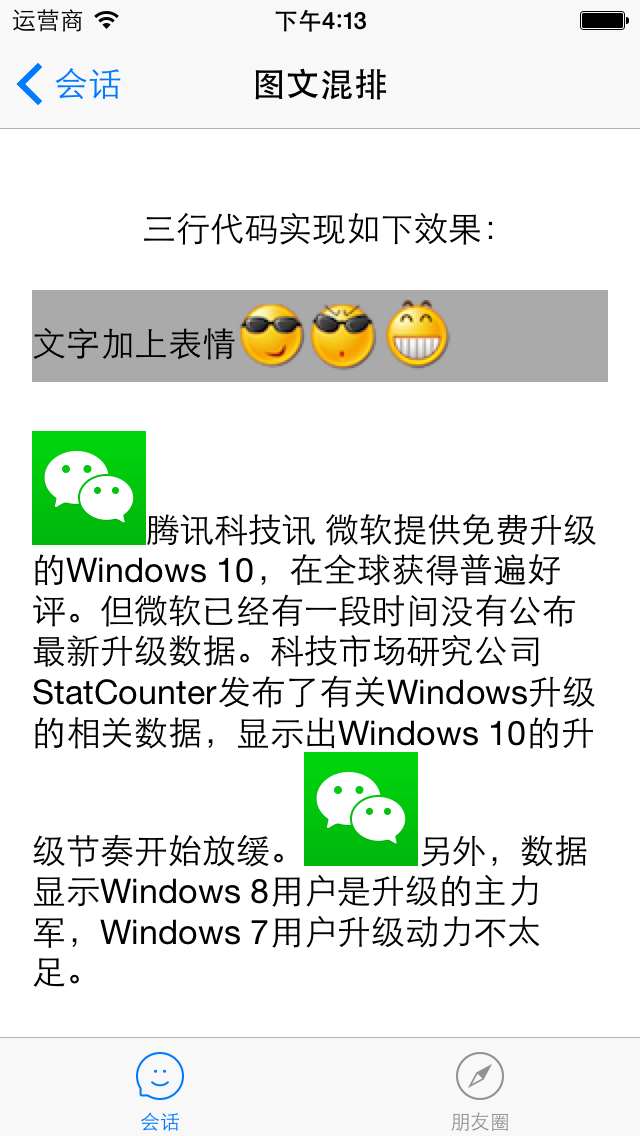 运营商 下午4:13
会话 图文混排
三行代码实现如下效果：
文字加上表情
腾讯科技讯 微软提供免费升级
的Windows 10，在全球获得普遍好
评。但微软已经有一段时间没有公布
最新升级数据。科技市场研究公司
StatCounter发布了有关Windows升级
的相关数据，显示出Windows 10的升
级节奏开始放缓。另外，数据
显示Windows 8用户是升级的主力
军，Windows 7用户升级动力不太
足。
会话 朋友圈